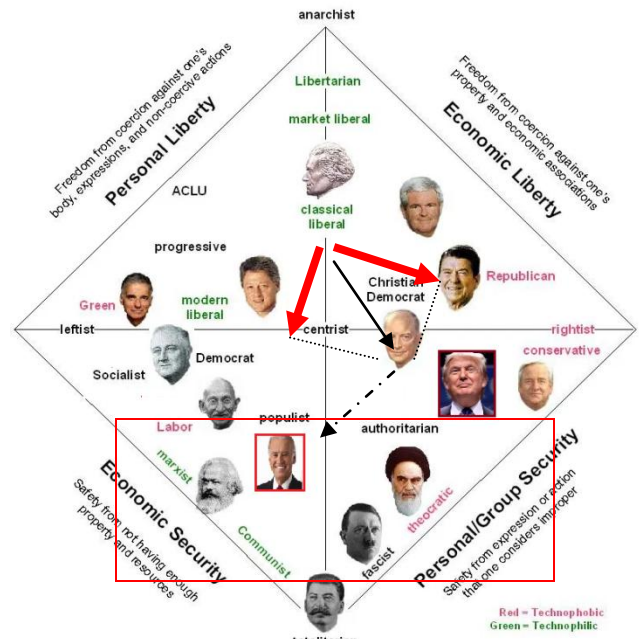 anarchist
Freedom from coercion against one's
body, expressions, and non-coercive actions
Personal Liberty
Freedom from coercion against one's
property and economic associations
Economic Liberty
Libertarian
market liberal
ACLU
classical
liberal
progressive
Green
modern
liberal
Christian
Democrat
Republican
leftist
centrist
rightist
conservative
Socialist
Democrat
Labor
populist
authoritarian
marxist
Communist
fascist
theocratic
Economic Security
Safety from not having enough
property and resources
Personal/Group Security
Safety from expression or action
that one considers improper
Red = Technophobic
Green = Technophilic